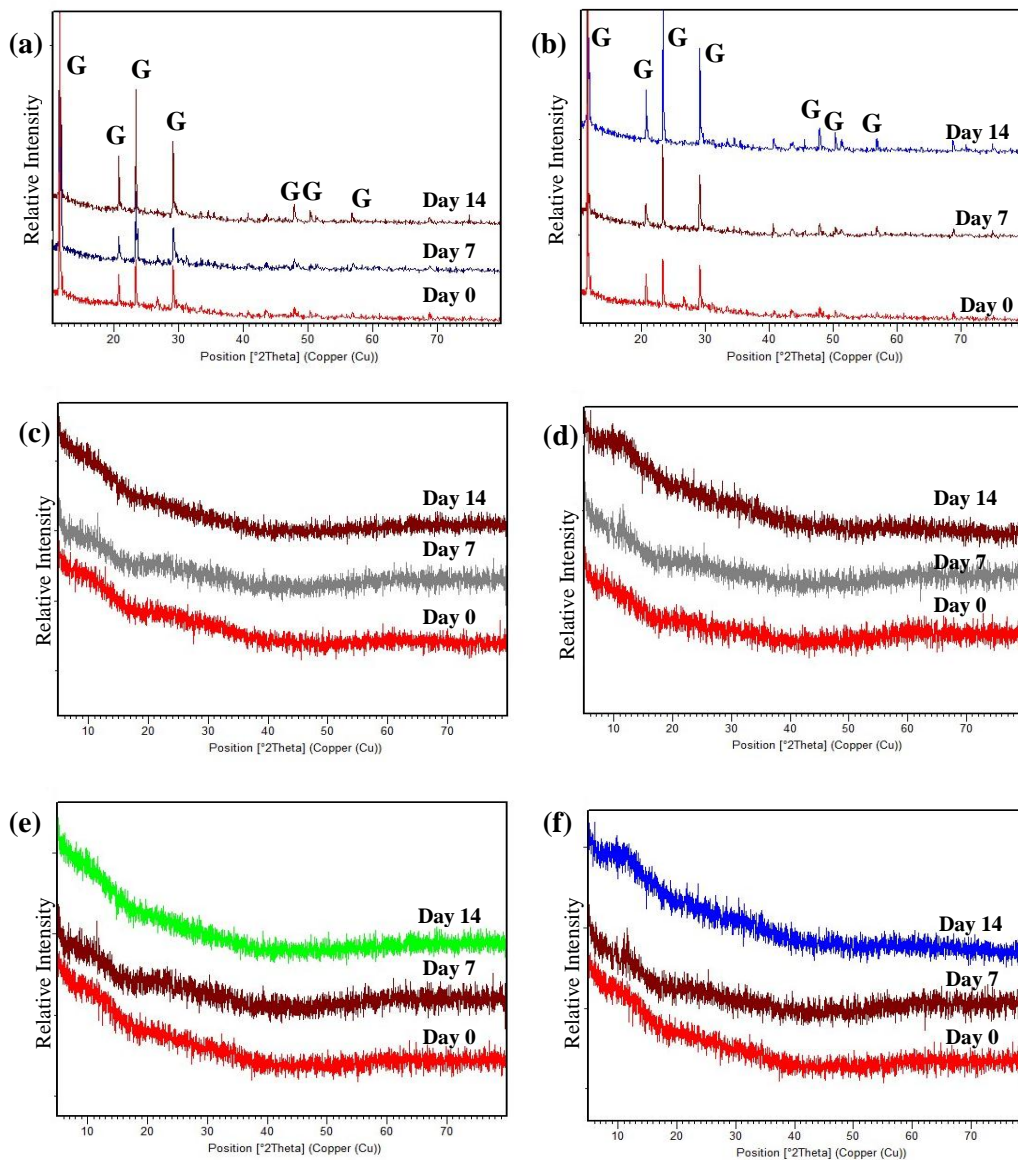 (a)
Relative Intensity
G
G
G
G
G G
G
Day 14
Day 7
Day 0
20 30 40 50 60 70
Position [°2Theta] (Copper (Cu))
(b)
Relative Intensity
G
G
G
G
G
G
G
Day 14
Day 7
Day 0
20 30 40 50 60 70
Position [°2Theta] (Copper (Cu))
(c)
Relative Intensity
Day 14
Day 7
Day 0
10 20 30 40 50 60 70
Position [°2Theta] (Copper (Cu))
(d)
Relative Intensity
Day 14
Day 7
Day 0
10 20 30 40 50 60 70
Position [°2Theta] (Copper (Cu))
(e)
Relative Intensity
Day 14
Day 7
Day 0
10 20 30 40 50 60 70
Position [°2Theta] (Copper (Cu))
(f)
Relative Intensity
Day 14
Day 7
Day 0
10 20 30 40 50 60 70
Position [°2Theta] (Copper (Cu))